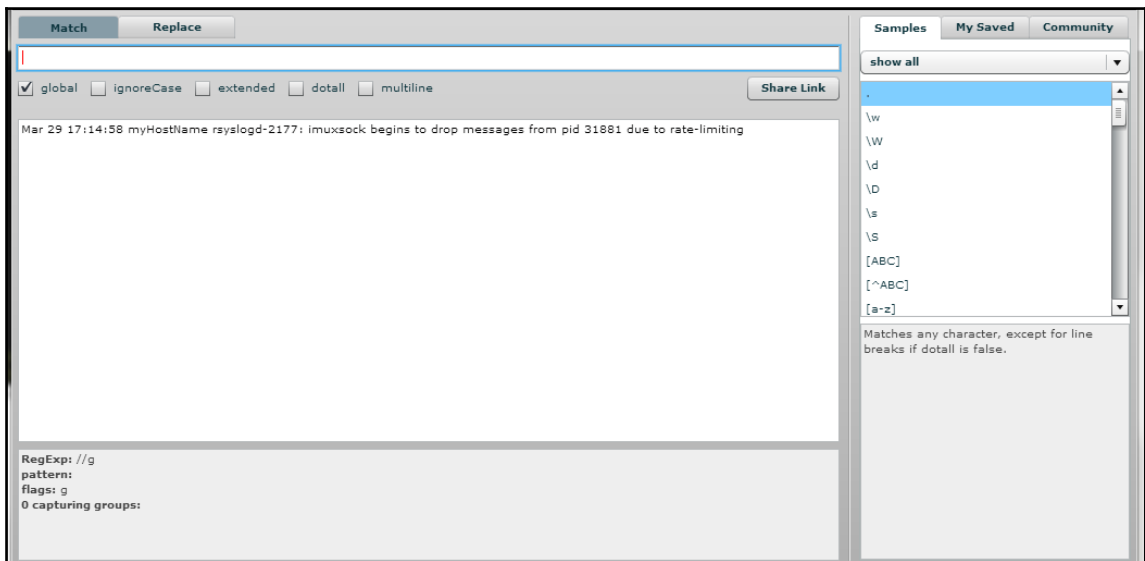 Match Replace
global ignoreCase extended dotall multiline Share Link
Mar 29 17:14:58 myHostName rsyslogd-2177: imuxsock begins to drop messages from pid 31881 due to rate-limiting
RegExp: //g
pattern:
flags: g
0 capturing groups:
Samples My Saved Community
show all
.
\w
\W
\d
\D
\s
\S
[ABC]
[^ABC]
[a-z]
Matches any character, except for line
breaks if dotall is false.